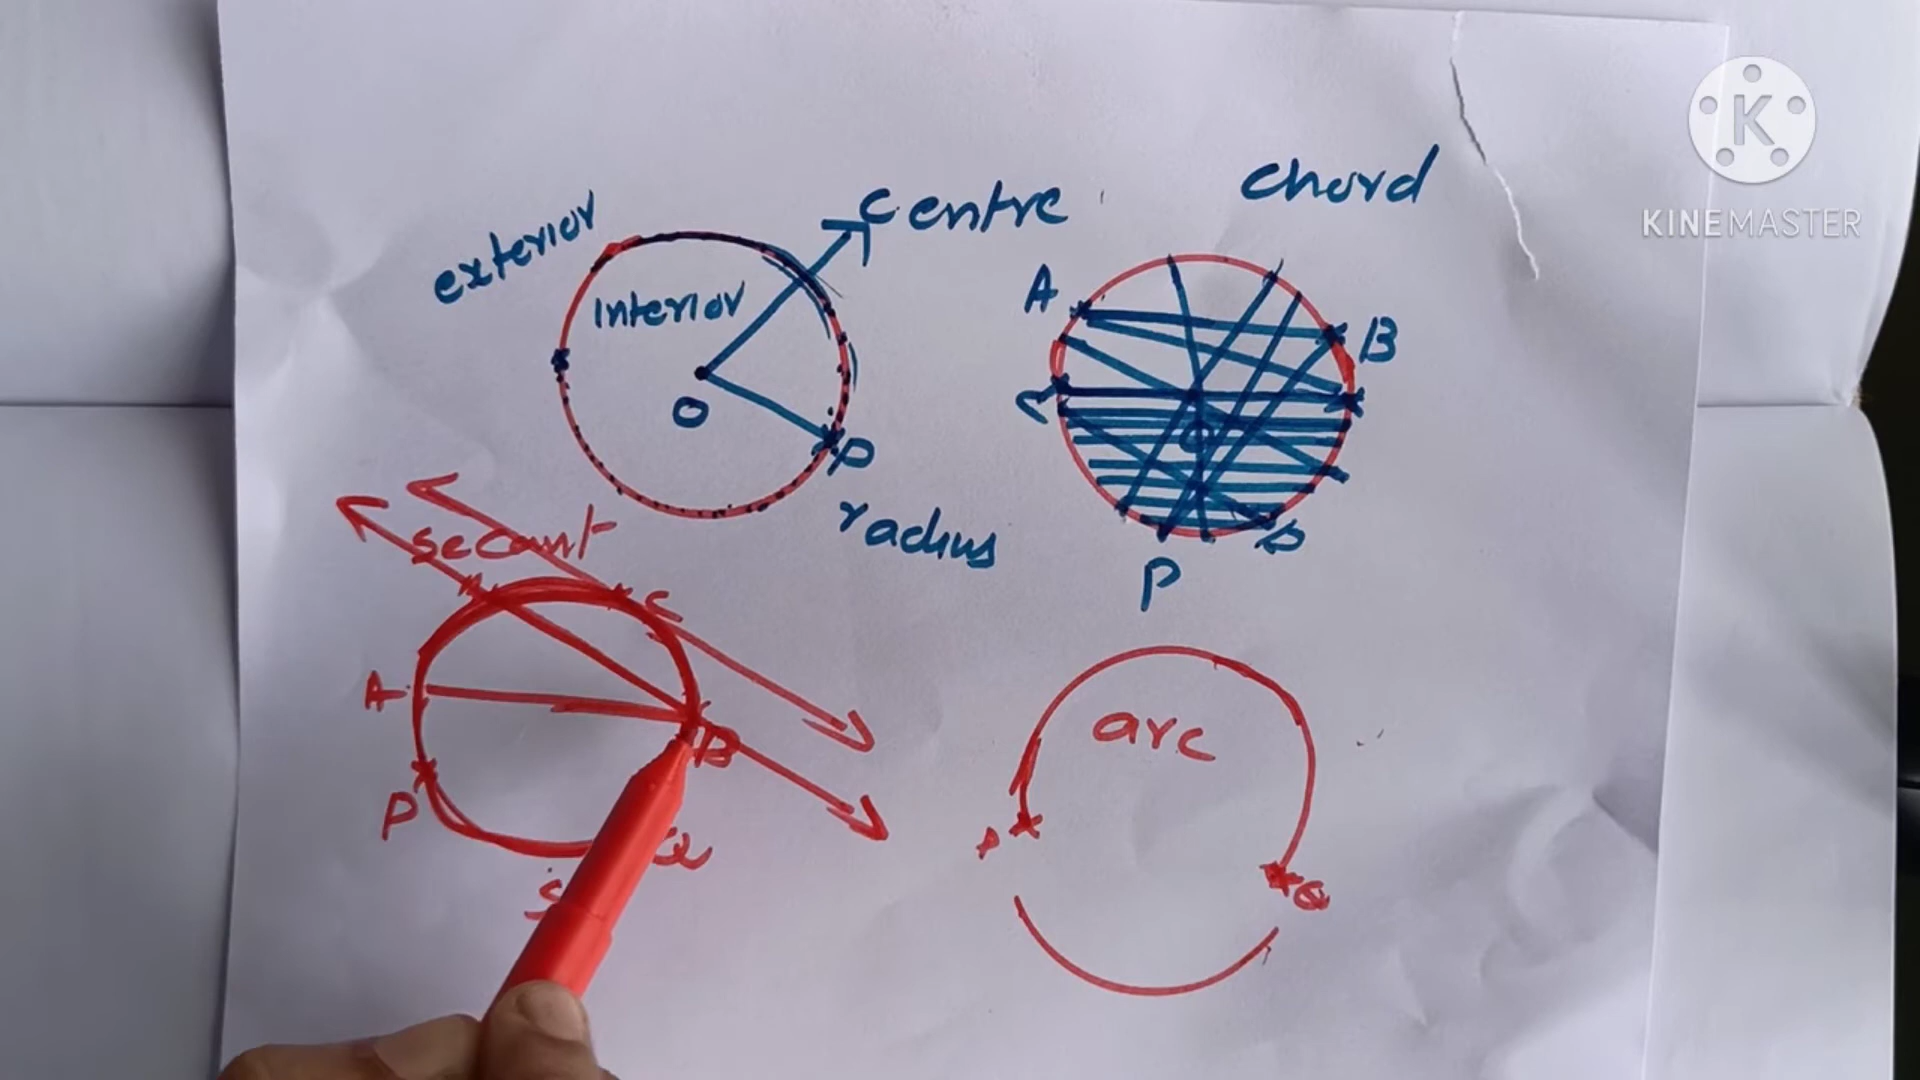 chord
centre
exterior
Interior
A
B
O
C
P
radius
D
P
secant
C
A
B
arc
P
Q
P
Q
S
K
KINEMASTER